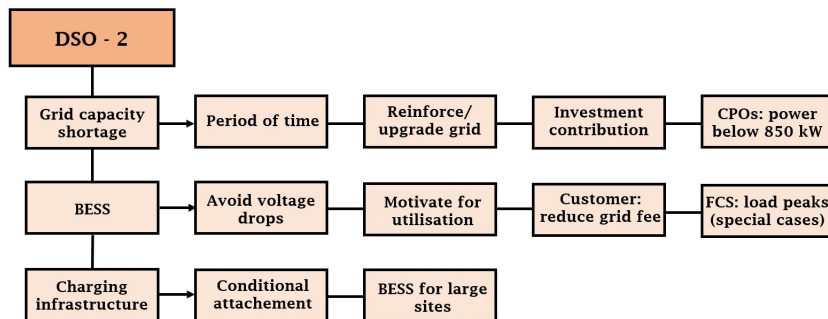 DSO - 2
Grid capacity
shortage
Period of time
Reinforce/
upgrade grid
Investment
contribution
CPOs: power
below 850 kW
BESS
Avoid voltage
drops
Motivate for
utilisation
Customer:
reduce grid fee
FCS: load peaks
(special cases)
Charging
infrastructure
Conditional
attachement
BESS for large
sites